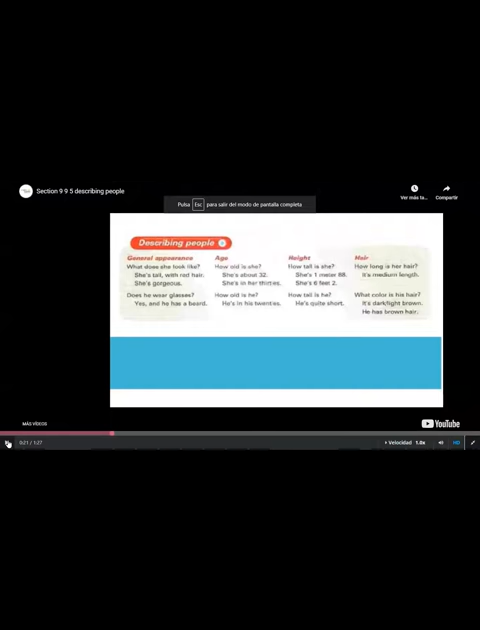 Section 9 9 5 describing people
Ver más ta...
Compartir
Pulsa Esc para salir del modo de pantalla completa
Describing people
General appearance
What does she look like?
She's tall, with red hair.
She's gorgeous.
Does he wear glasses?
Yes, and he has a beard.
Age
How old is she?
She's about 32.
She's in her thirties.
How old is he?
He's in his twenties.
Height
How tall is she?
She's 1 meter 88.
She's 6 feet 2.
How tall is he?
He's quite short.
Hair
How long is her hair?
It's medium length.
What color is his hair?
It's dark/light brown.
He has brown hair.
MÁS VÍDEOS
YouTube
0:21 / 1:27
Velocidad 1.8x
HD